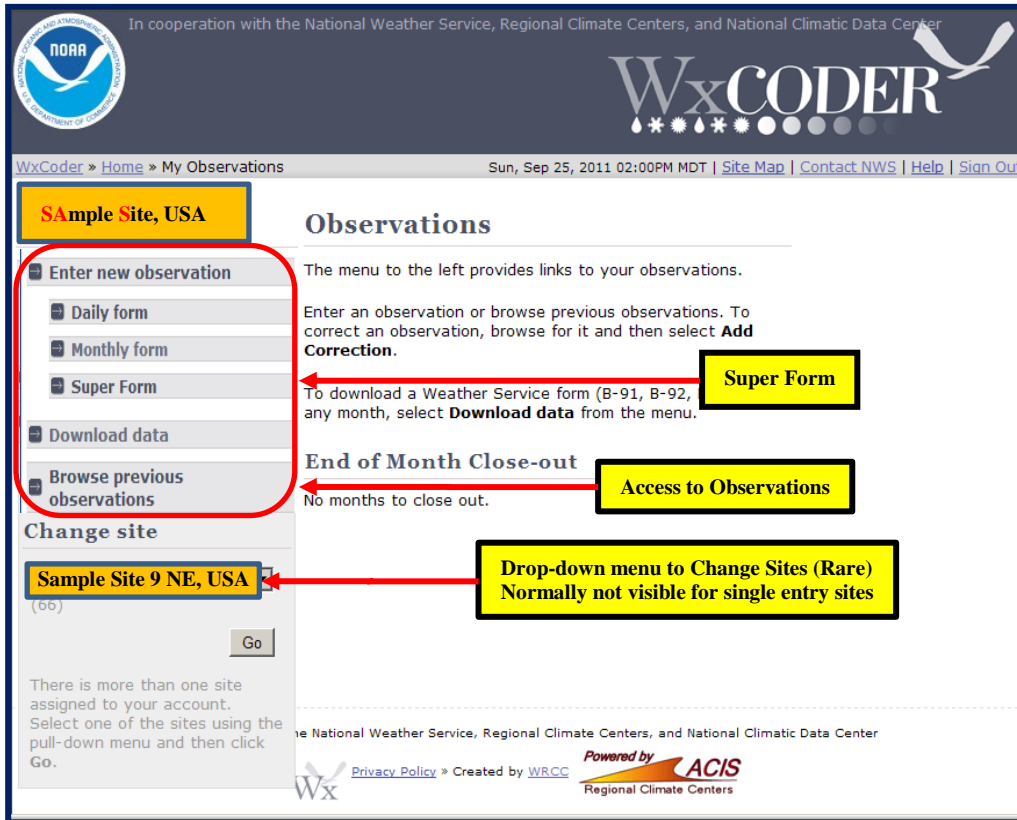 In cooperation with the National Weather Service, Regional Climate Centers, and National Climatic Data Center
NOAA
NATIONAL OCEANIC AND ATMOSPHERIC ADMINISTRATION
U.S. DEPARTMENT OF COMMERCE
WxCODER
WxCoder » Home » My Observations
Sun, Sep 25, 2011 02:00PM MDT | Site Map | Contact NWS | Help | Sign Out
SAmple Site, USA
Enter new observation
Daily form
Monthly form
Super Form
Download data
Browse previous
observations
Change site
Sample Site 9 NE, USA
(66)
Go
There is more than one site
assigned to your account.
Select one of the sites using the
pull-down menu and then click
Go.
Observations
The menu to the left provides links to your observations.
Enter an observation or browse previous observations. To
correct an observation, browse for it and then select Add
Correction.
Super Form
To download a Weather Service form (B-91, B-92,
any month, select Download data from the menu.
End of Month Close-out
Access to Observations
No months to close out.
Drop-down menu to Change Sites (Rare)
Normally not visible for single entry sites
National Weather Service, Regional Climate Centers, and National Climatic Data Center
Wx
Privacy Policy » Created by WRCC
Powered by
ACIS
Regional Climate Centers